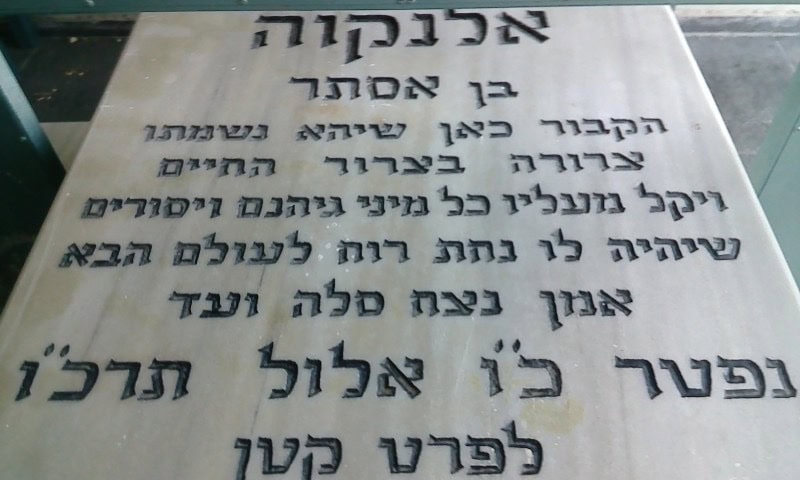 אלנקוה
בן אסתר
הקבור כאן שיהא נשמתו
צרורה בצרור החיים
ויקל מעליו כל מיני גיהנם ויסורים
שיהיה לו נחת רוח לעולם הבא
אמן נצח סלה ועד
נפטר כ"ו אלול תרכ"ו
לפרט קטן